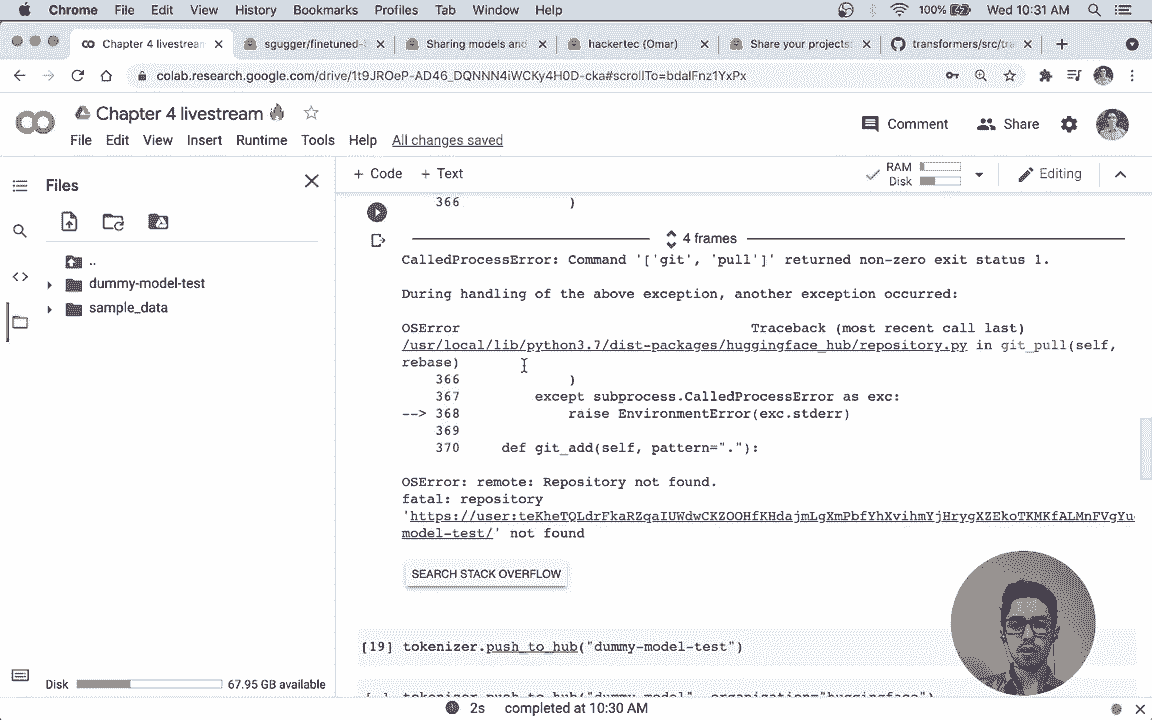 Chrome File Edit View History Bookmarks Profiles Tab Window Help 100% Wed 10:31 AM
Chapter 4 livestream sgugger/finetuned- Sharing models and hackertec (Omar) Share your projects transformers/src/tra
colab.research.google.com/drive/1t9JROeP-AD46_DQNNN4iWCKy4H0D-cka#scrollTo=bdalFnz1YxPx
Chapter 4 livestream
Comment Share
File Edit View Insert Runtime Tools Help All changes saved
Files
+ Code + Text
RAM
Disk
Editing
..
dummy-model-test
sample_data
366 )
4 frames
CalledProcessError: Command '['git', 'pull']' returned non-zero exit status 1.
During handling of the above exception, another exception occurred:
OSError Traceback (most recent call last)
/usr/local/lib/python3.7/dist-packages/huggingface_hub/repository.py in git_pull(self,
rebase)
366 )
367 except subprocess.CalledProcessError as exc:
--> 368 raise EnvironmentError(exc.stderr)
369
370 def git_add(self, pattern="."):
OSError: remote: Repository not found.
fatal: repository
model-test/' not found
SEARCH STACK OVERFLOW
[19] tokenizer.push_to_hub("dummy-model-test")
[ ] tokenizer.push_to_hub("dummy-model", organization="huggingface")
Disk 67.95 GB available
2s completed at 10:30 AM